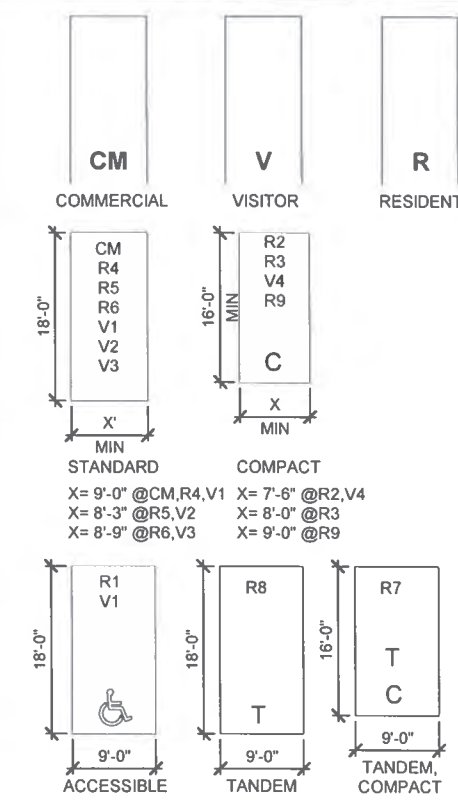 CM
V
R
COMMERCIAL
VISITOR
RESIDENT
18'-0"
CM
R4
R5
R6
V1
V2
V3
X'
MIN
16'-0"
MIN
R2
R3
V4
R9
C
X
MIN
STANDARD
COMPACT
X= 9'-0" @CM,R4,V1
X= 7'-6" @R2,V4
X= 8'-3" @R5,V2
X= 8'-0" @R3
X= 8'-9" @R6,V3
X= 9'-0" @R9
18'-0"
R1
V1
9'-0"
ACCESSIBLE
18'-0"
R8
T
9'-0"
TANDEM
16'-0"
R7
T
C
9'-0"
TANDEM,
COMPACT